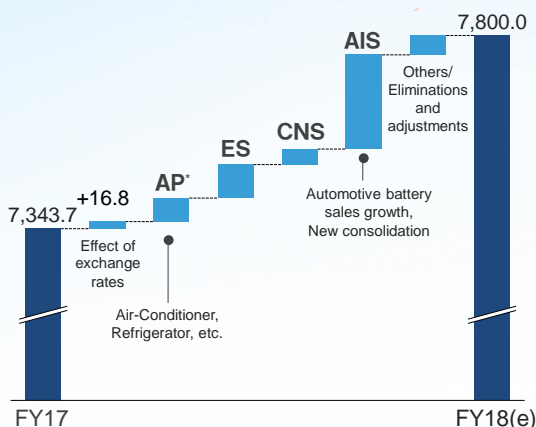 7,800.0
AIS
Others/
Eliminations
and
adjustments
CNS
ES
AP*
+16.8
7,343.7
Effect of
exchange
rates
Automotive battery
sales growth,
New consolidation
Air-Conditioner,
Refrigerator, etc.
FY17
FY18(e)